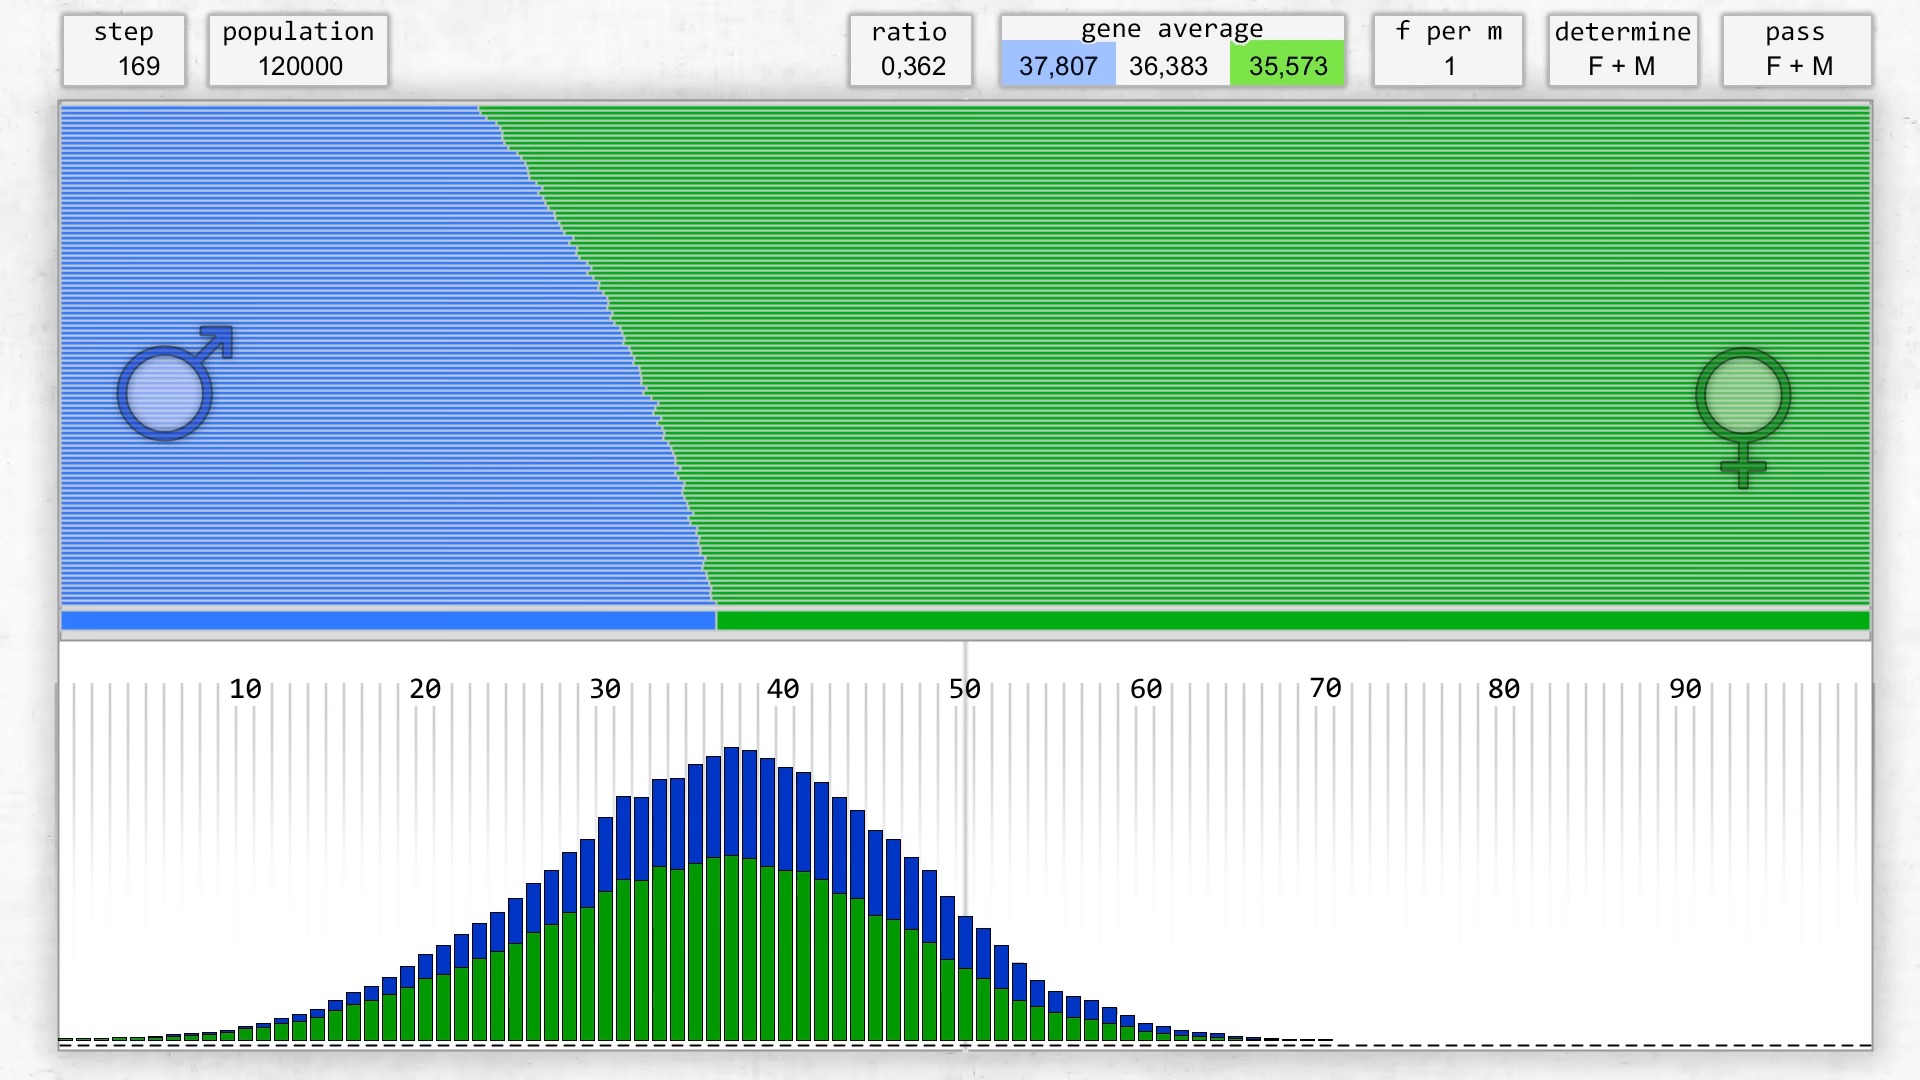 step
169
population
120000
ratio
0,362
gene average
37,807 36,383 35,573
f per m
1
determine
F + M
pass
F + M
10 20 30 40 50 60 70 80 90